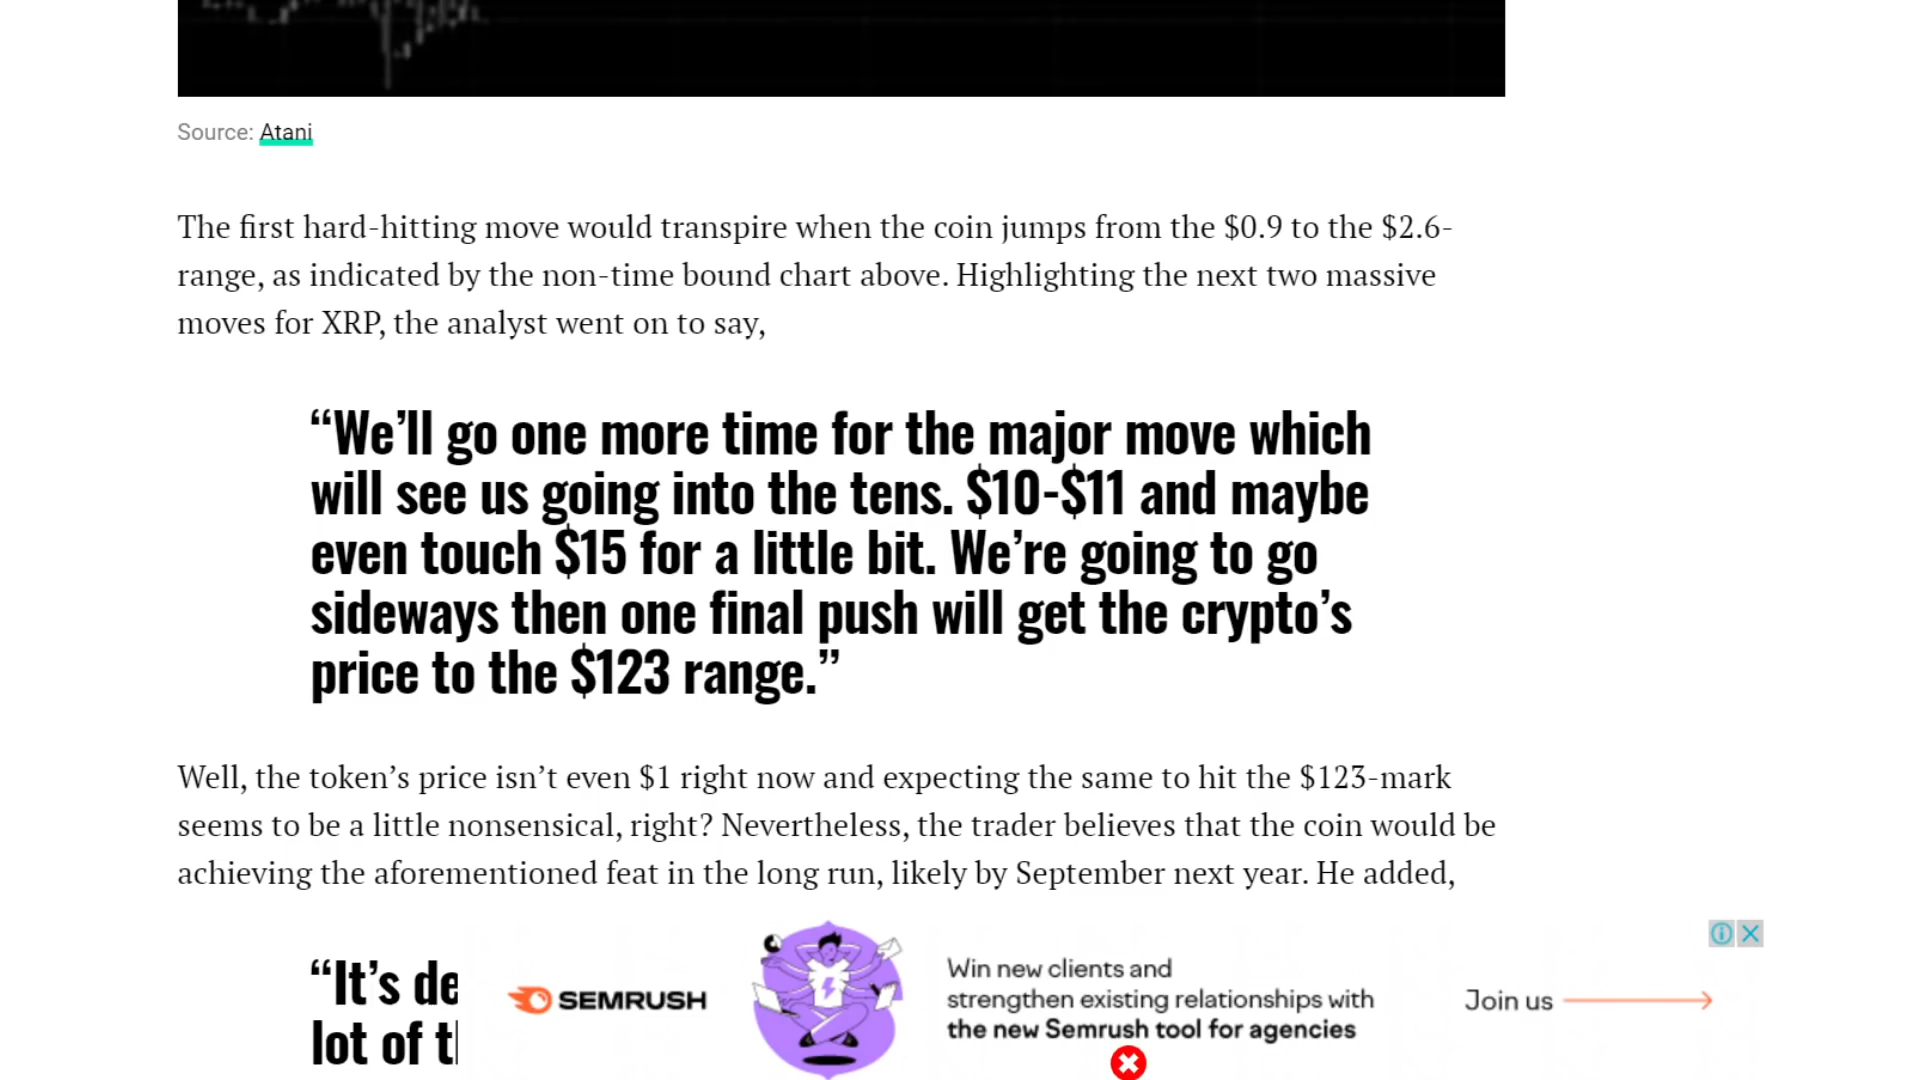 Source: Atani
The first hard-hitting move would transpire when the coin jumps from the $0.9 to the $2.6-
range, as indicated by the non-time bound chart above. Highlighting the next two massive
moves for XRP, the analyst went on to say,
“We’ll go one more time for the major move which
will see us going into the tens. $10-$11 and maybe
even touch $15 for a little bit. We’re going to go
sideways then one final push will get the crypto’s
price to the $123 range.”
Well, the token’s price isn’t even $1 right now and expecting the same to hit the $123-mark
seems to be a little nonsensical, right? Nevertheless, the trader believes that the coin would be
achieving the aforementioned feat in the long run, likely by September next year. He added,
“It’s de
lot of
SEMRUSH
Win new clients and
strengthen existing relationships with
the new Semrush tool for agencies
Join us